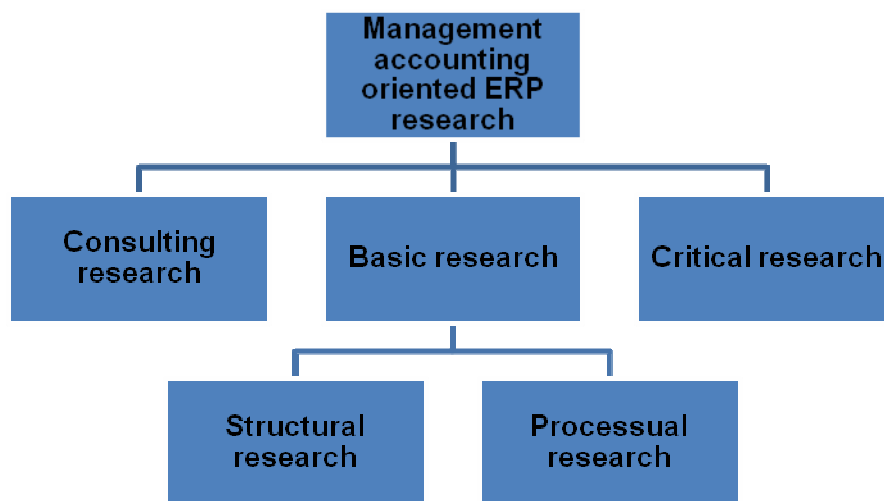 Management
accounting
oriented ERP
research
Consulting
research
Basic research
Critical research
Structural
research
Processual
research